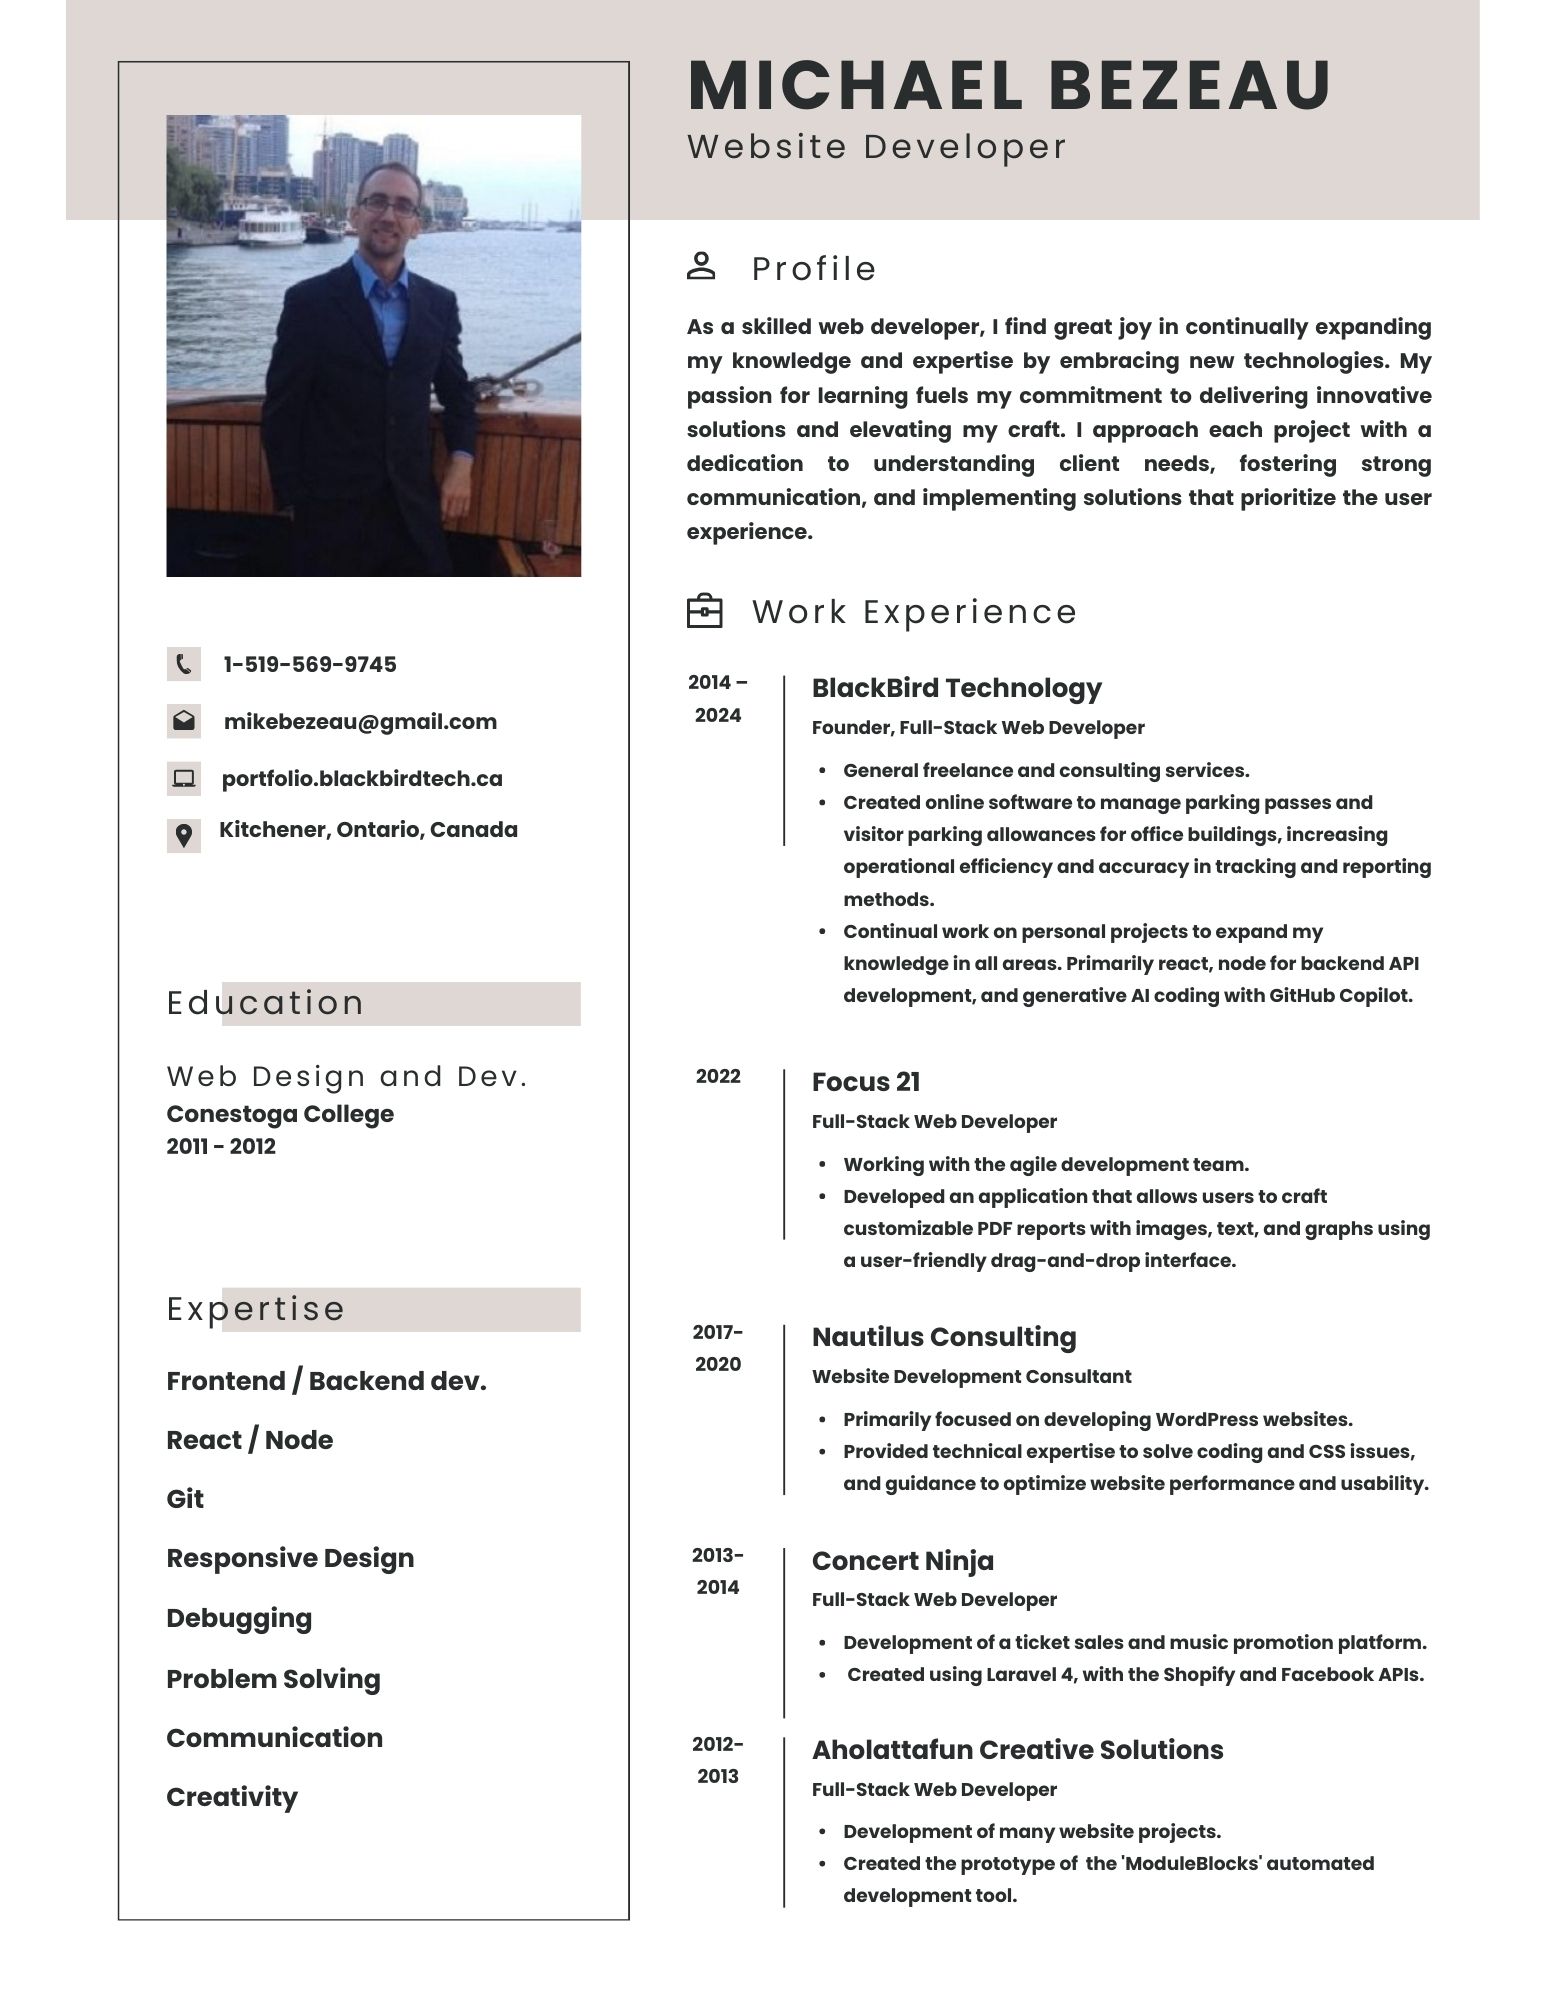 MICHAEL BEZEAU
Website Developer
1-519-569-9745
mikebezeau@gmail.com
portfolio.blackbirdtech.ca
Kitchener, Ontario, Canada
Education
Web Design and Dev.
Conestoga College
2011 - 2012
Expertise
Frontend / Backend dev.
React / Node
Git
Responsive Design
Debugging
Problem Solving
Communication
Creativity
Profile
As a skilled web developer, I find great joy in continually expanding
my knowledge and expertise by embracing new technologies. My
passion for learning fuels my commitment to delivering innovative
solutions and elevating my craft. I approach each project with a
dedication to understanding client needs, fostering strong
communication, and implementing solutions that prioritize the user
experience.
Work Experience
2014 –
2024
BlackBird Technology
Founder, Full-Stack Web Developer
• General freelance and consulting services.
• Created online software to manage parking passes and
visitor parking allowances for office buildings, increasing
operational efficiency and accuracy in tracking and reporting
methods.
• Continual work on personal projects to expand my
knowledge in all areas. Primarily react, node for backend API
development, and generative AI coding with GitHub Copilot.
2022
Focus 21
Full-Stack Web Developer
• Working with the agile development team.
• Developed an application that allows users to craft
customizable PDF reports with images, text, and graphs using
a user-friendly drag-and-drop interface.
2017-
2020
Nautilus Consulting
Website Development Consultant
• Primarily focused on developing WordPress websites.
• Provided technical expertise to solve coding and CSS issues,
and guidance to optimize website performance and usability.
2013-
2014
Concert Ninja
Full-Stack Web Developer
• Development of a ticket sales and music promotion platform.
• Created using Laravel 4, with the Shopify and Facebook APIs.
2012-
2013
Aholattafun Creative Solutions
Full-Stack Web Developer
• Development of many website projects.
• Created the prototype of the 'ModuleBlocks' automated
development tool.